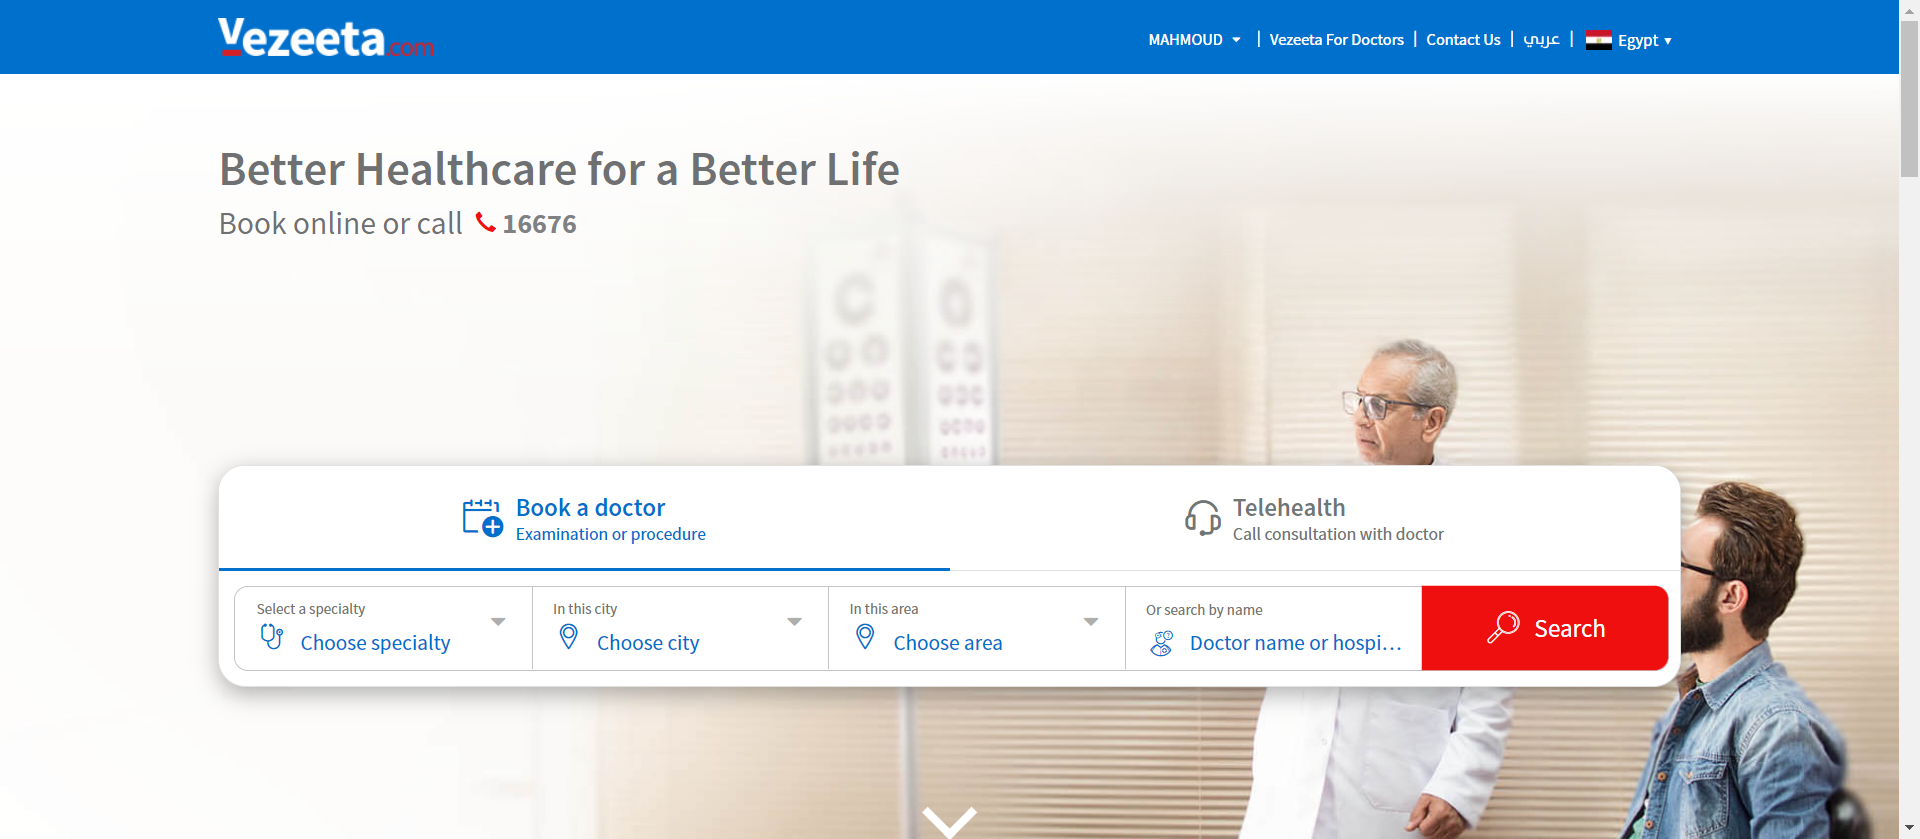 Vezeeta.com
MAHMOUD
Vezeeta For Doctors
Contact Us
عربي
Egypt
Better Healthcare for a Better Life
Book online or call 16676
Book a doctor
Examination or procedure
Telehealth
Call consultation with doctor
Select a specialty
Choose specialty
In this city
Choose city
In this area
Choose area
Or search by name
Doctor name or hospi...
Search